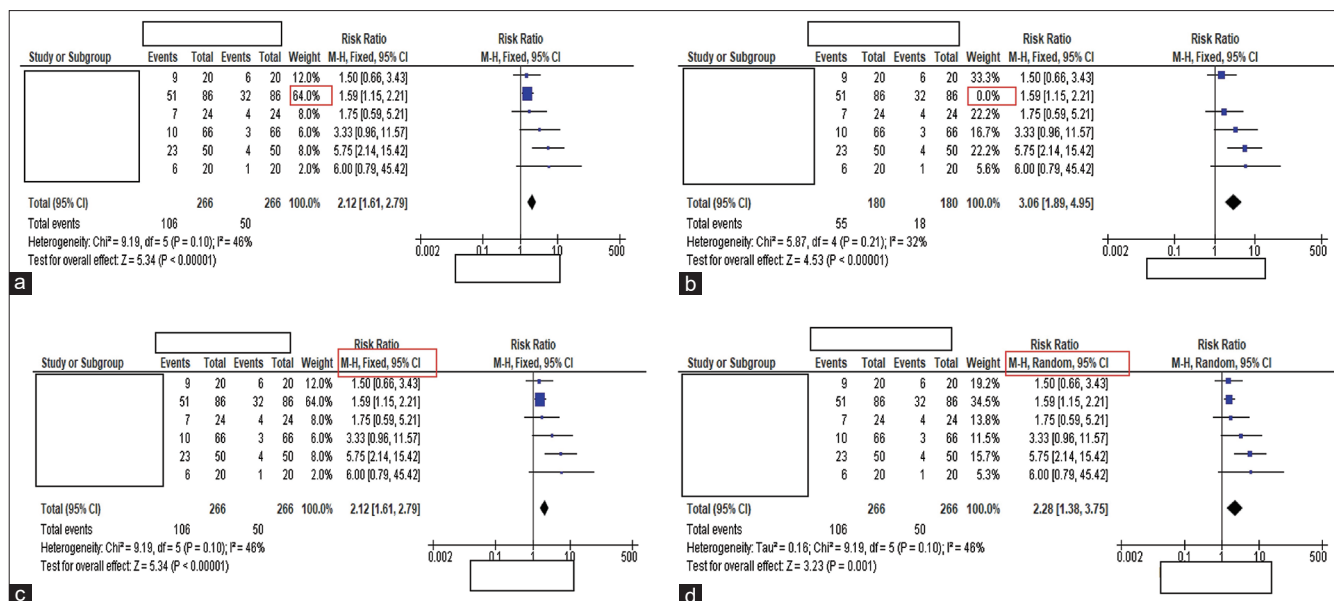 Risk Ratio Risk Ratio
Study or Subgroup Events Total Events Total Weight M-H, Fixed, 95% CI M-H, Fixed, 95% CI
9 20 6 20 12.0% 1.50 [0.66, 3.43]
51 86 32 86 64.0% 1.59 [1.15, 2.21]
7 24 4 24 8.0% 1.75 [0.59, 5.21]
10 66 3 66 6.0% 3.33 [0.96, 11.57]
23 50 4 50 8.0% 5.75 [2.14, 15.42]
6 20 1 20 2.0% 6.00 [0.79, 45.42]
Total (95% CI) 266 266 100.0% 2.12 [1.61, 2.79]
Total events 106 50
Heterogeneity: Chi² = 9.19, df = 5 (P = 0.10); I² = 46%
Test for overall effect: Z = 5.34 (P < 0.00001)
0.002 0.1 1 10 500
a
Risk Ratio Risk Ratio
Study or Subgroup Events Total Events Total Weight M-H, Fixed, 95% CI M-H, Fixed, 95% CI
9 20 6 20 33.3% 1.50 [0.66, 3.43]
51 86 32 86 0.0% 1.59 [1.15, 2.21]
7 24 4 24 22.2% 1.75 [0.59, 5.21]
10 66 3 66 16.7% 3.33 [0.96, 11.57]
23 50 4 50 22.2% 5.75 [2.14, 15.42]
6 20 1 20 5.6% 6.00 [0.79, 45.42]
Total (95% CI) 180 180 100.0% 3.06 [1.89, 4.95]
Total events 55 18
Heterogeneity: Chi² = 5.87, df = 4 (P = 0.21); I² = 32%
Test for overall effect: Z = 4.53 (P < 0.00001)
0.002 0.1 1 10 500
b
Risk Ratio Risk Ratio
Study or Subgroup Events Total Events Total Weight M-H, Fixed, 95% CI M-H, Fixed, 95% CI
9 20 6 20 12.0% 1.50 [0.66, 3.43]
51 86 32 86 64.0% 1.59 [1.15, 2.21]
7 24 4 24 8.0% 1.75 [0.59, 5.21]
10 66 3 66 6.0% 3.33 [0.96, 11.57]
23 50 4 50 8.0% 5.75 [2.14, 15.42]
6 20 1 20 2.0% 6.00 [0.79, 45.42]
Total (95% CI) 266 266 100.0% 2.12 [1.61, 2.79]
Total events 106 50
Heterogeneity: Chi² = 9.19, df = 5 (P = 0.10); I² = 46%
Test for overall effect: Z = 5.34 (P < 0.00001)
0.002 0.1 1 10 500
c
Risk Ratio Risk Ratio
Study or Subgroup Events Total Events Total Weight M-H, Random, 95% CI M-H, Random, 95% CI
9 20 6 20 19.2% 1.50 [0.66, 3.43]
51 86 32 86 34.5% 1.59 [1.15, 2.21]
7 24 4 24 13.8% 1.75 [0.59, 5.21]
10 66 3 66 11.5% 3.33 [0.96, 11.57]
23 50 4 50 15.7% 5.75 [2.14, 15.42]
6 20 1 20 5.3% 6.00 [0.79, 45.42]
Total (95% CI) 266 266 100.0% 2.28 [1.38, 3.75]
Total events 106 50
Heterogeneity: Tau² = 0.16; Chi² = 9.19, df = 5 (P = 0.10); I² = 46%
Test for overall effect: Z = 3.23 (P = 0.001)
0.002 0.1 1 10 500
d